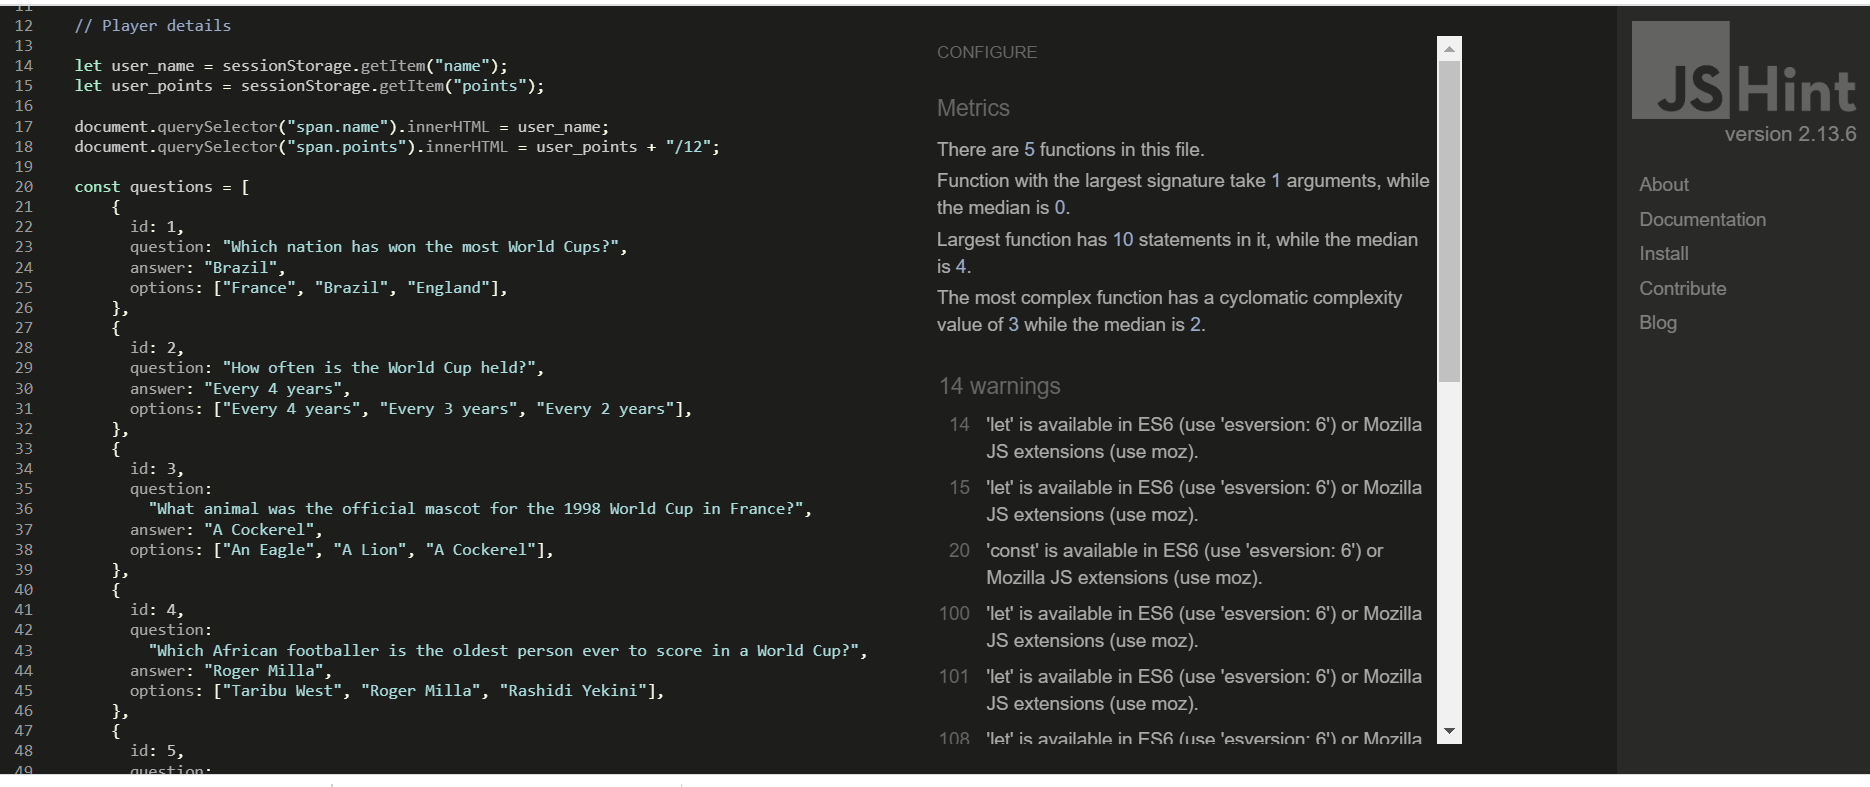 11
12 // Player details
13
14 let user_name = sessionStorage.getItem("name");
15 let user_points = sessionStorage.getItem("points");
16
17 document.querySelector("span.name").innerHTML = user_name;
18 document.querySelector("span.points").innerHTML = user_points + "/12";
19
20 const questions = [
21 {
22 id: 1,
23 question: "Which nation has won the most World Cups?",
24 answer: "Brazil",
25 options: ["France", "Brazil", "England"],
26 },
27 {
28 id: 2,
29 question: "How often is the World Cup held?",
30 answer: "Every 4 years",
31 options: ["Every 4 years", "Every 3 years", "Every 2 years"],
32 },
33 {
34 id: 3,
35 question:
36 "What animal was the official mascot for the 1998 World Cup in France?",
37 answer: "A Cockerel",
38 options: ["An Eagle", "A Lion", "A Cockerel"],
39 },
40 {
41 id: 4,
42 question:
43 "Which African footballer is the oldest person ever to score in a World Cup?",
44 answer: "Roger Milla",
45 options: ["Taribu West", "Roger Milla", "Rashidi Yekini"],
46 },
47 {
48 id: 5,
49 question:
CONFIGURE
Metrics
There are 5 functions in this file.
Function with the largest signature take 1 arguments, while
the median is 0.
Largest function has 10 statements in it, while the median
is 4.
The most complex function has a cyclomatic complexity
value of 3 while the median is 2.
14 warnings
14 'let' is available in ES6 (use 'esversion: 6') or Mozilla
JS extensions (use moz).
15 'let' is available in ES6 (use 'esversion: 6') or Mozilla
JS extensions (use moz).
20 'const' is available in ES6 (use 'esversion: 6') or
Mozilla JS extensions (use moz).
100 'let' is available in ES6 (use 'esversion: 6') or Mozilla
JS extensions (use moz).
101 'let' is available in ES6 (use 'esversion: 6') or Mozilla
JS extensions (use moz).
108 'let' is available in ES6 (use 'esversion: 6') or Mozilla
JSHint
version 2.13.6
About
Documentation
Install
Contribute
Blog